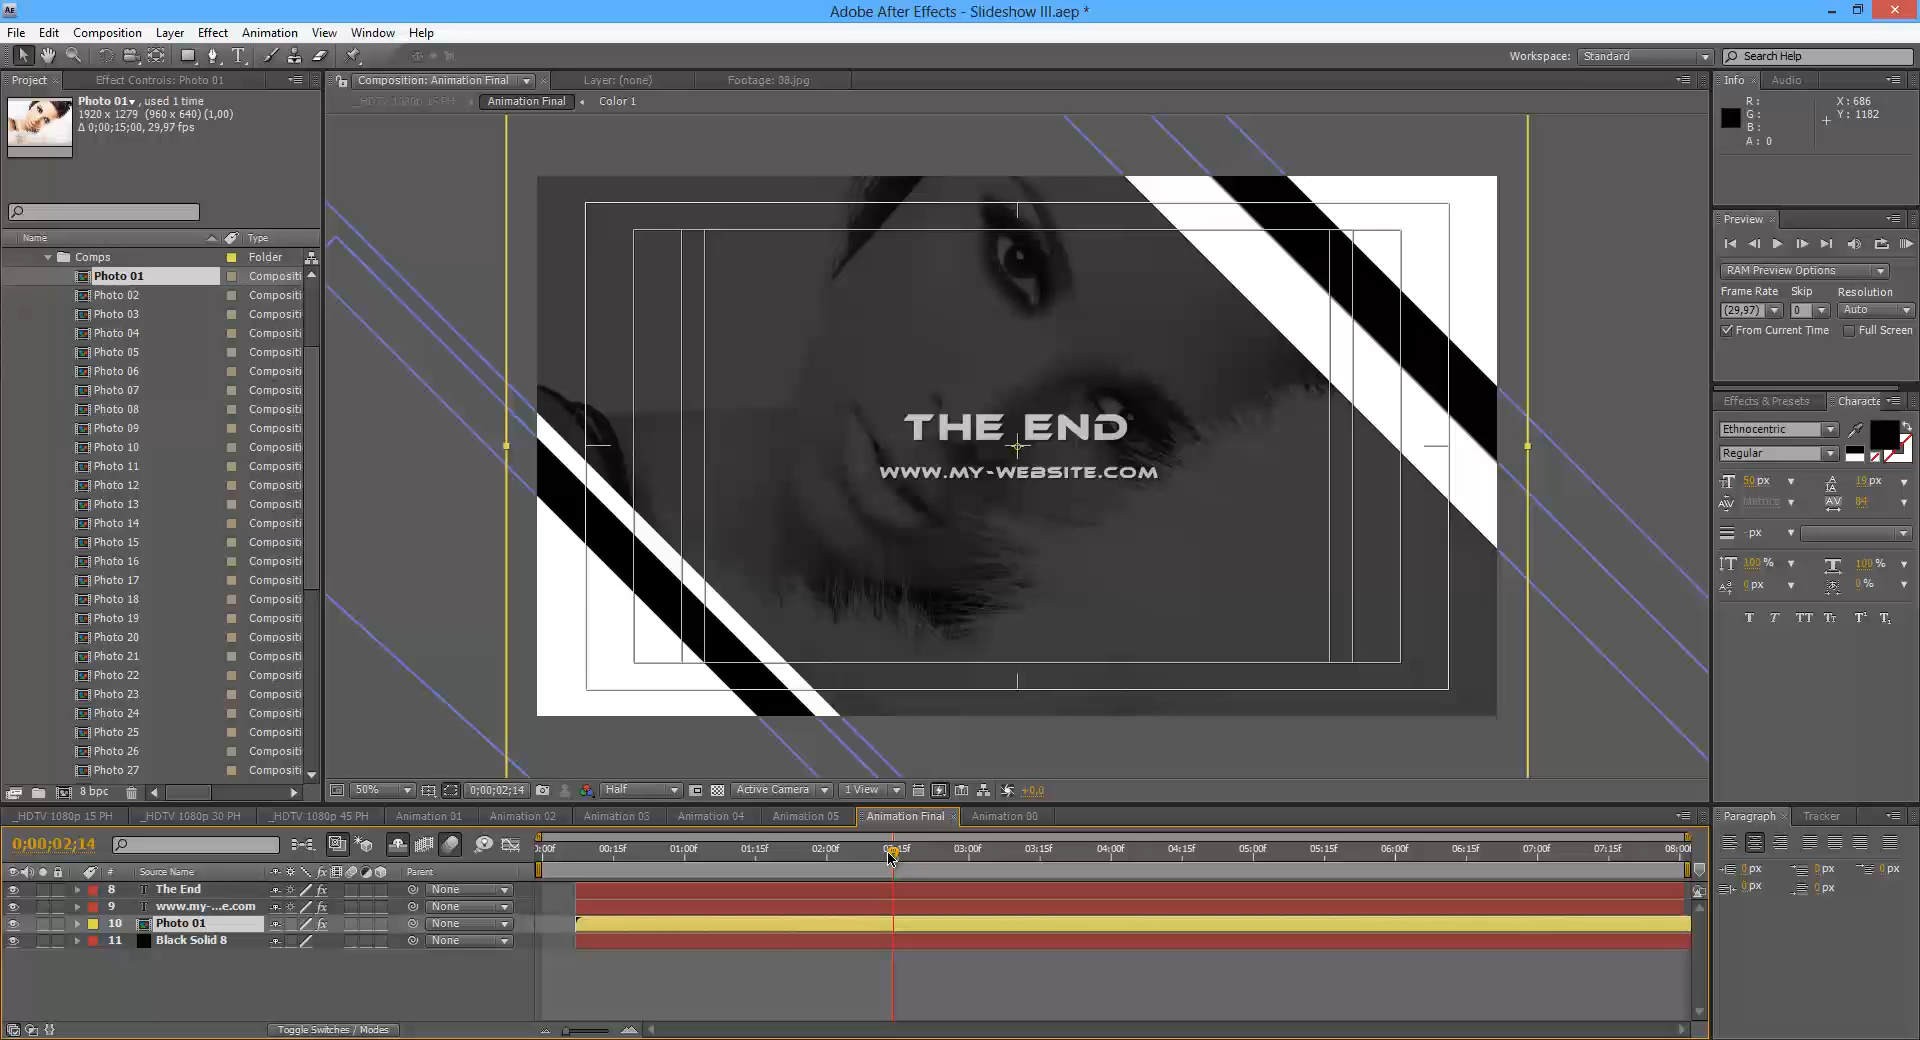 Adobe After Effects - Slideshow III.aep *
File Edit Composition Layer Effect Animation View Window Help
Workspace: Standard Search Help
Project Effect Controls: Photo 01
Composition: Animation Final Layer: (none) Footage: 08.jpg
Info Audio
_HDTV 1080p 15 PH Animation Final Color 1
Photo 01, used 1 time
1920 x 1279 (960 x 640) (1,00)
Δ 0;00;15;00, 29,97 fps
R:
G:
B:
A: 0
X: 686
Y: 1182
Name Type
Comps Folder
Photo 01 Compositi
Photo 02 Compositi
Photo 03 Compositi
Photo 04 Compositi
Photo 05 Compositi
Photo 06 Compositi
Photo 07 Compositi
Photo 08 Compositi
Photo 09 Compositi
Photo 10 Compositi
Photo 11 Compositi
Photo 12 Compositi
Photo 13 Compositi
Photo 14 Compositi
Photo 15 Compositi
Photo 16 Compositi
Photo 17 Compositi
Photo 18 Compositi
Photo 19 Compositi
Photo 20 Compositi
Photo 21 Compositi
Photo 22 Compositi
Photo 23 Compositi
Photo 24 Compositi
Photo 25 Compositi
Photo 26 Compositi
Photo 27 Compositi
8 bpc
THE END
WWW.MY-WEBSITE.COM
50% 0;00;02;14 Half Active Camera 1 View +0,0
Preview
RAM Preview Options
Frame Rate Skip Resolution
(29,97) 0 Auto
From Current Time Full Screen
Effects & Presets Characte
Ethnocentric
Regular
50 px 19 px
Metrics 84
- px
100 % 100 %
0 px 0 %
T T TT Tt T¹ T₁
_HDTV 1080p 15 PH _HDTV 1080p 30 PH _HDTV 1080p 45 PH Animation 01 Animation 02 Animation 03 Animation 04 Animation 05 Animation Final Animation 00
Paragraph Tracker
0 px 0 px 0 px
0 px 0 px
0;00;02;14
0:00f 00:15f 01:00f 01:15f 02:00f 03:00f 03:15f 04:00f 04:15f 05:00f 05:15f 06:00f 06:15f 07:00f 07:15f 08:00f
# Source Name fx Parent
8 T The End fx None
9 T www.my-...e.com fx None
10 Photo 01 fx None
11 Black Solid 8 None
Toggle Switches / Modes